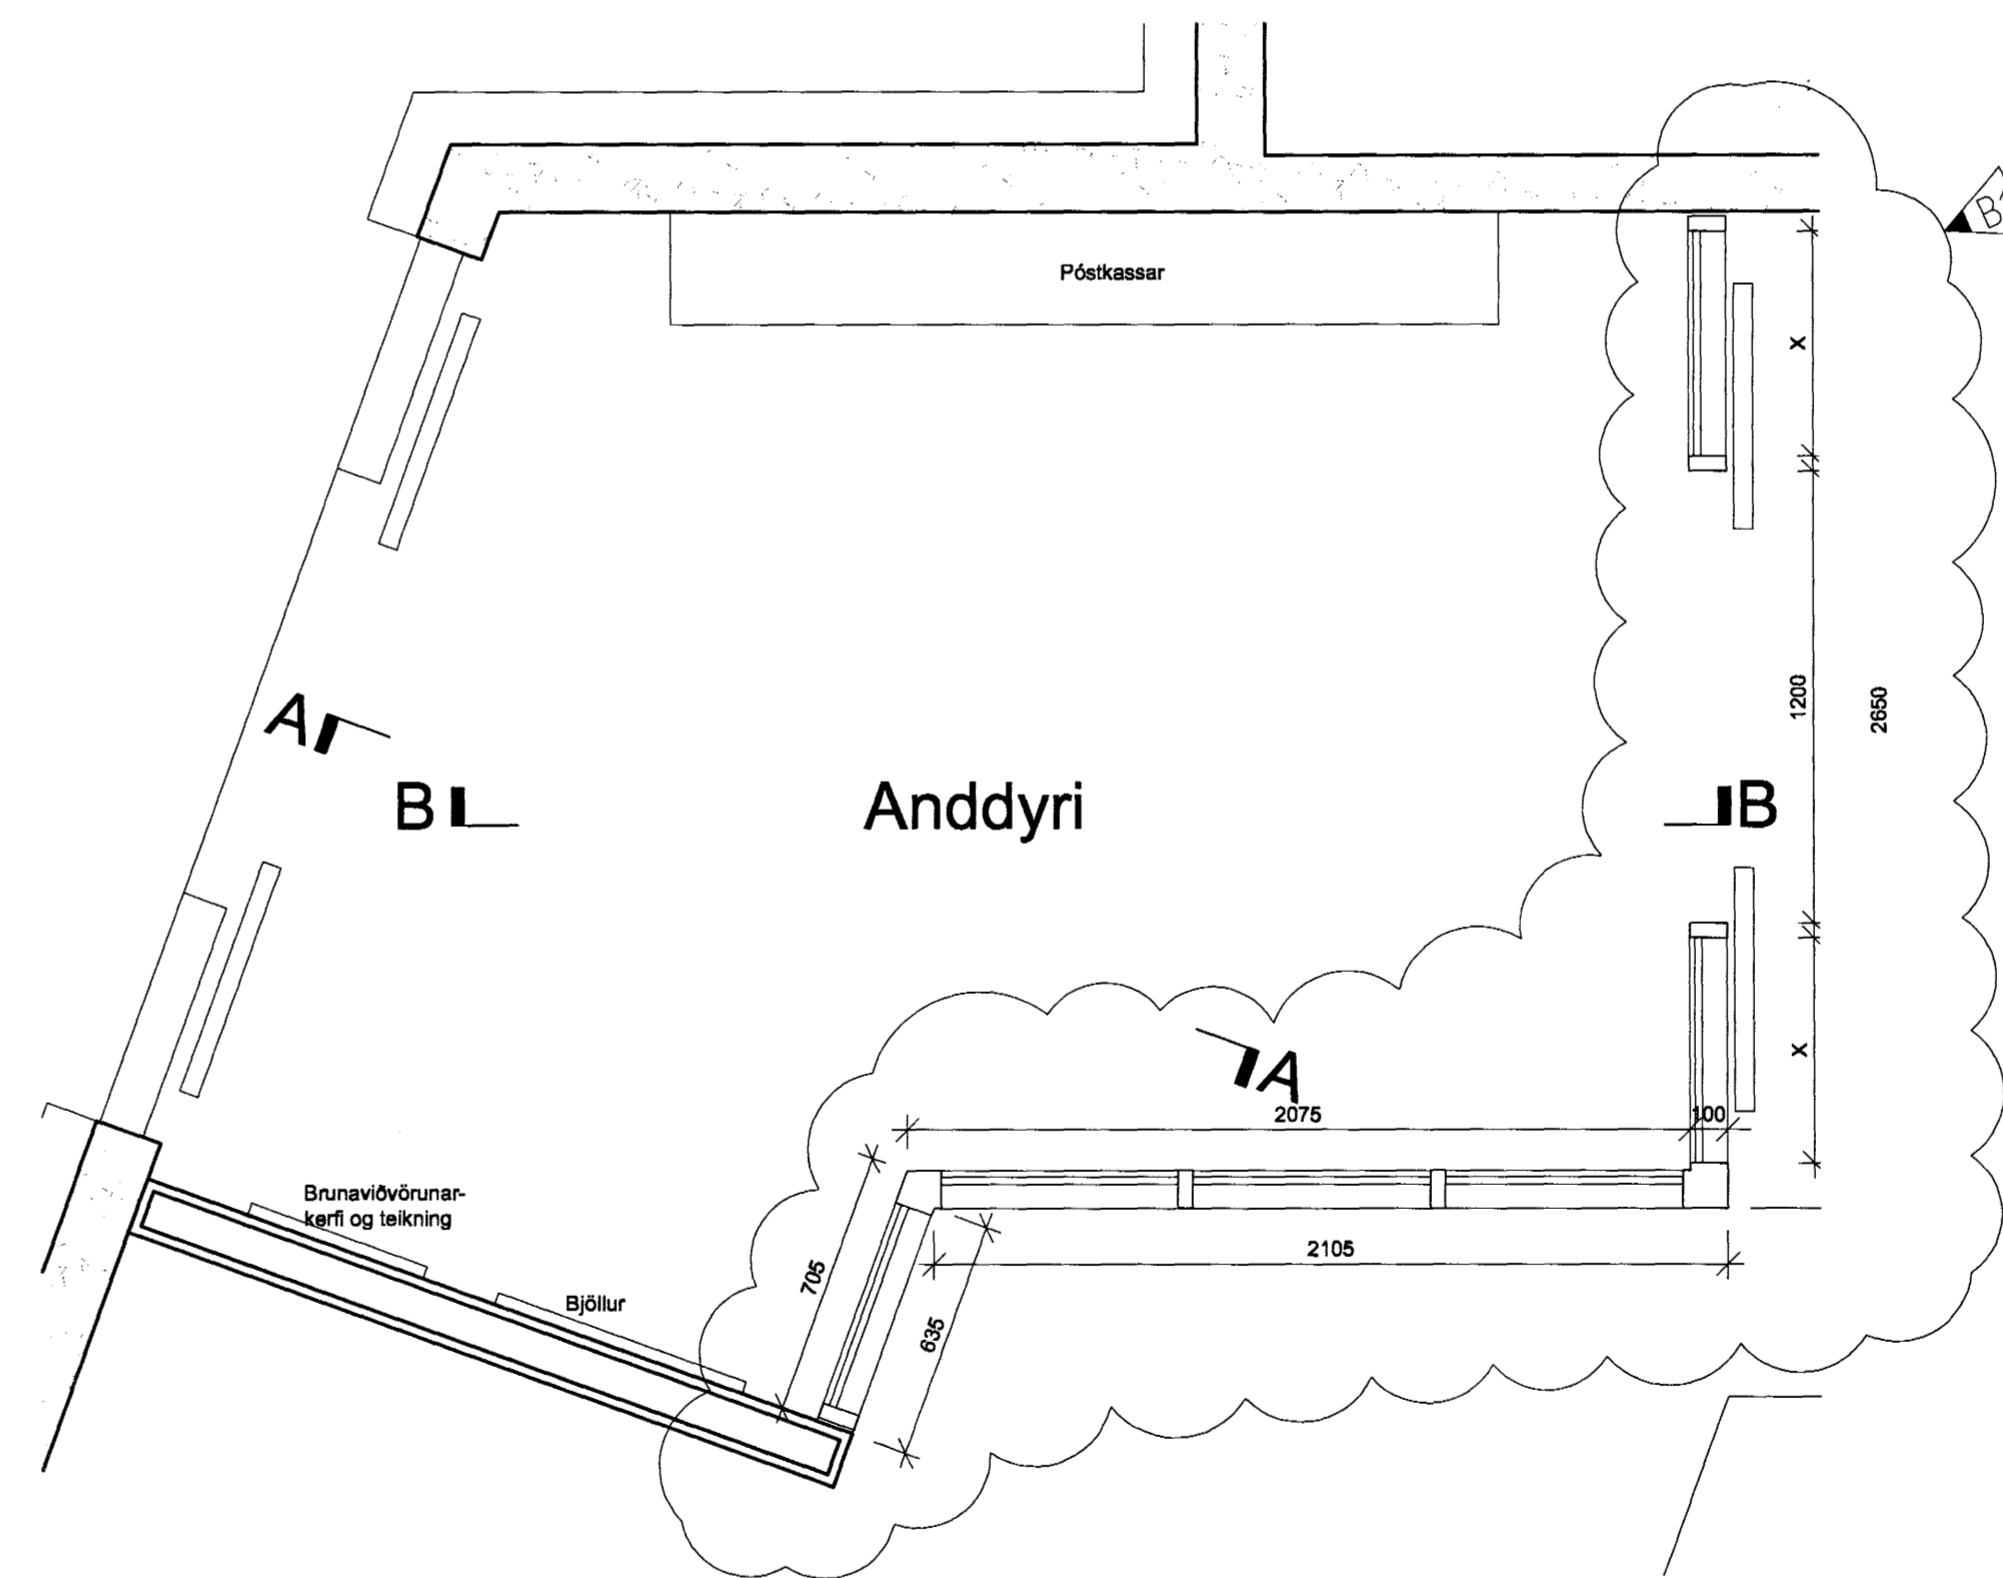 Póstkassar
X
1200
2650
A
B
Anddyri
B
A
X
2075
100
Brunaviðvörunar-
kerfi og teikning
705
2105
635
Bjöllur